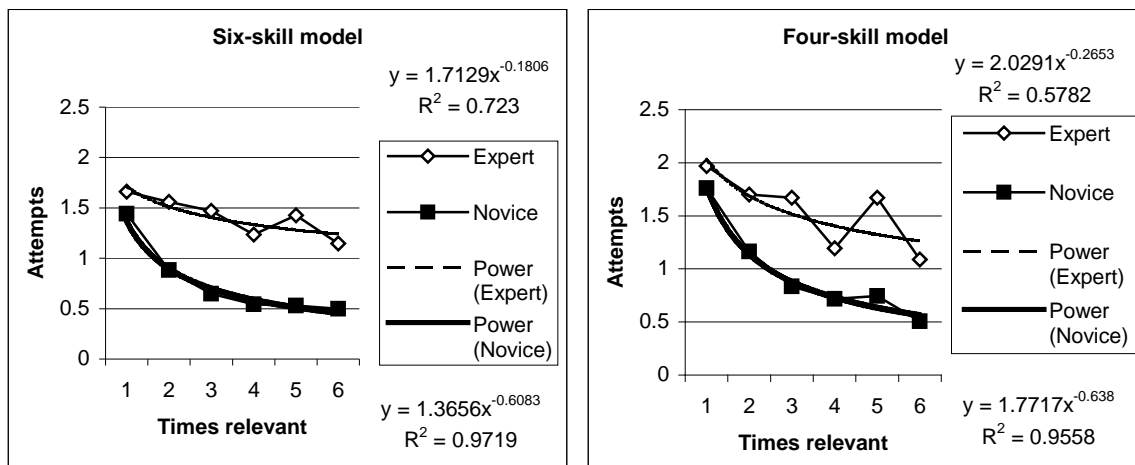 Six-skill model
y = 1.7129x^-0.1806
R² = 0.723
2.5
2
1.5
1
0.5
0
Attempts
1 2 3 4 5 6
Times relevant
Expert
Novice
Power
(Expert)
Power
(Novice)
y = 1.3656x^-0.6083
R² = 0.9719
Four-skill model
y = 2.0291x^-0.2653
R² = 0.5782
2.5
2
1.5
1
0.5
0
Attempts
1 2 3 4 5 6
Times relevant
Expert
Novice
Power
(Expert)
Power
(Novice)
y = 1.7717x^-0.638
R² = 0.9558